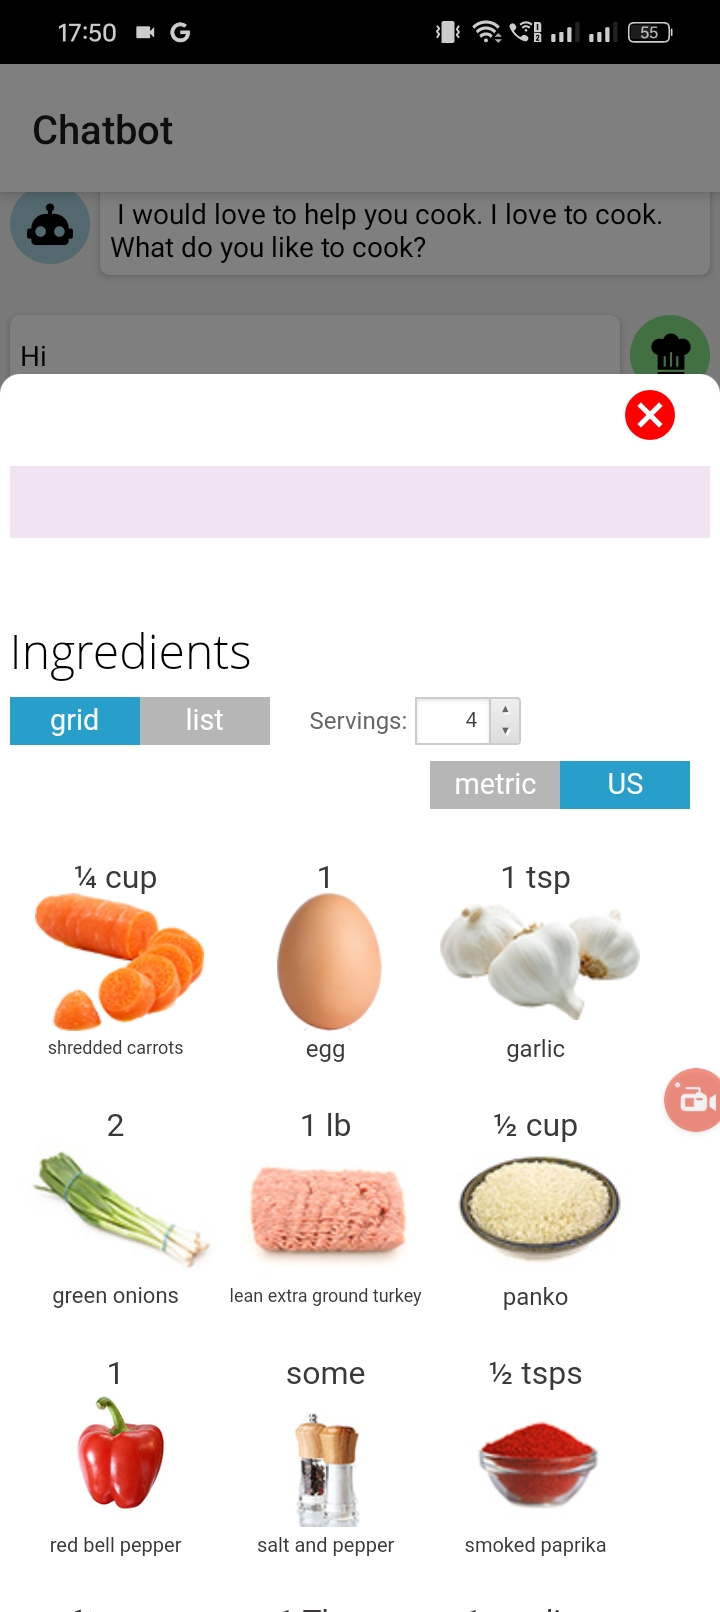 17:50
55
Chatbot
I would love to help you cook. I love to cook.
What do you like to cook?
Hi
Ingredients
grid list Servings: 4
metric US
¼ cup 1 1 tsp
shredded carrots egg garlic
2 1 lb ½ cup
green onions lean extra ground turkey panko
1 some ½ tsps
red bell pepper salt and pepper smoked paprika